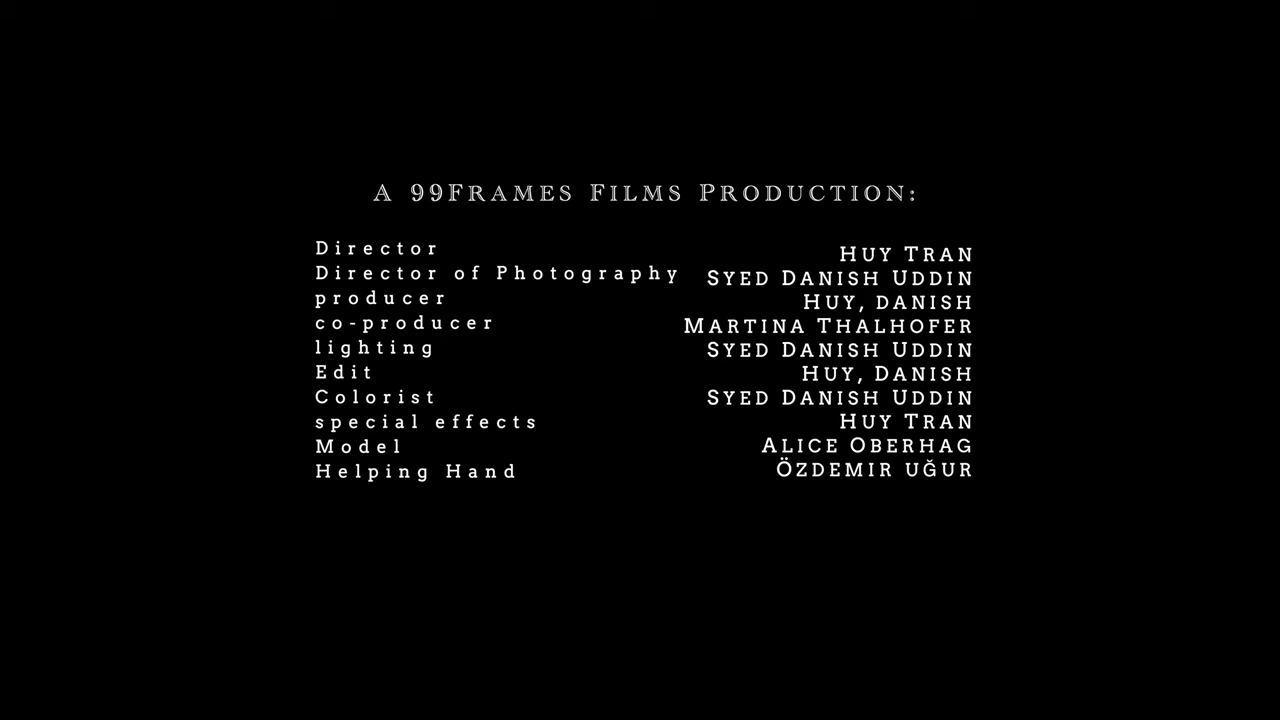 A 99Frames Films Production:
Director Huy Tran
Director of Photography Syed Danish Uddin
producer Huy, danish
co-producer Martina Thalhofer
lighting Syed Danish Uddin
Edit Huy, Danish
Colorist Syed Danish Uddin
special effects Huy Tran
Model Alice Oberhag
Helping Hand Özdemir uğur